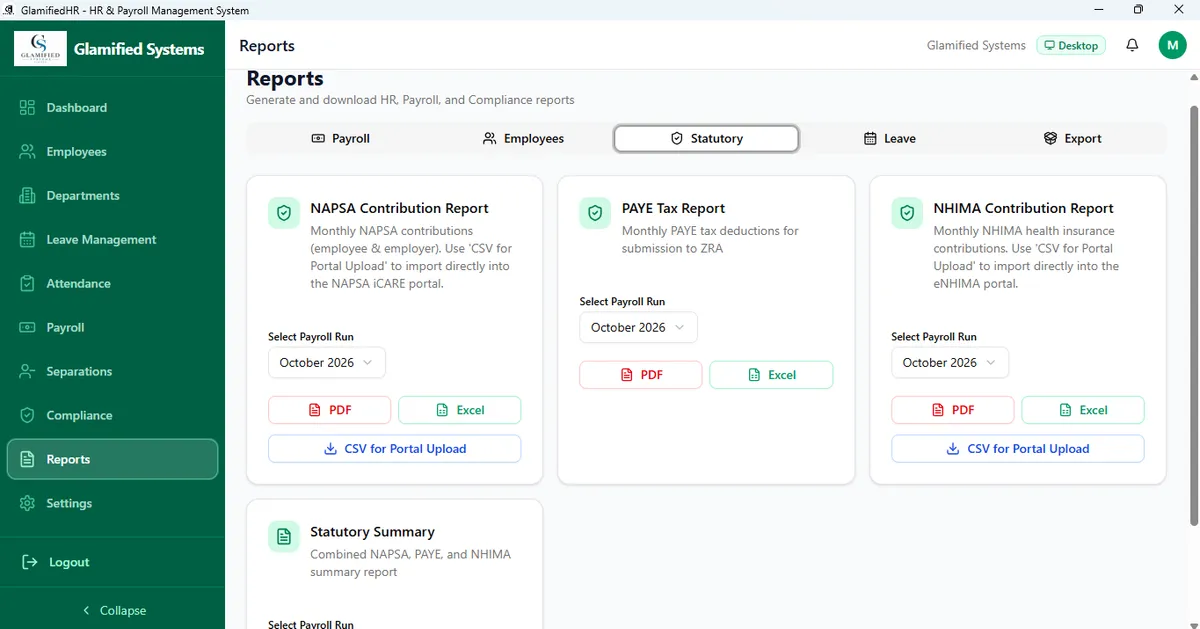 GlamifiedHR - HR & Payroll Management System
GLAMIFIED
Glamified Systems
Reports
Glamified Systems
Desktop
M
Dashboard
Employees
Departments
Leave Management
Attendance
Payroll
Separations
Compliance
Reports
Settings
Logout
Collapse
Reports
Generate and download HR, Payroll, and Compliance reports
Payroll
Employees
Statutory
Leave
Export
NAPSA Contribution Report
Monthly NAPSA contributions
(employee & employer). Use 'CSV for
Portal Upload' to import directly into
the NAPSA iCARE portal.
Select Payroll Run
October 2026
PDF
Excel
CSV for Portal Upload
PAYE Tax Report
Monthly PAYE tax deductions for
submission to ZRA
Select Payroll Run
October 2026
PDF
Excel
NHIMA Contribution Report
Monthly NHIMA health insurance
contributions. Use 'CSV for Portal
Upload' to import directly into the
eNHIMA portal.
Select Payroll Run
October 2026
PDF
Excel
CSV for Portal Upload
Statutory Summary
Combined NAPSA, PAYE, and NHIMA
summary report
Select Payroll Run